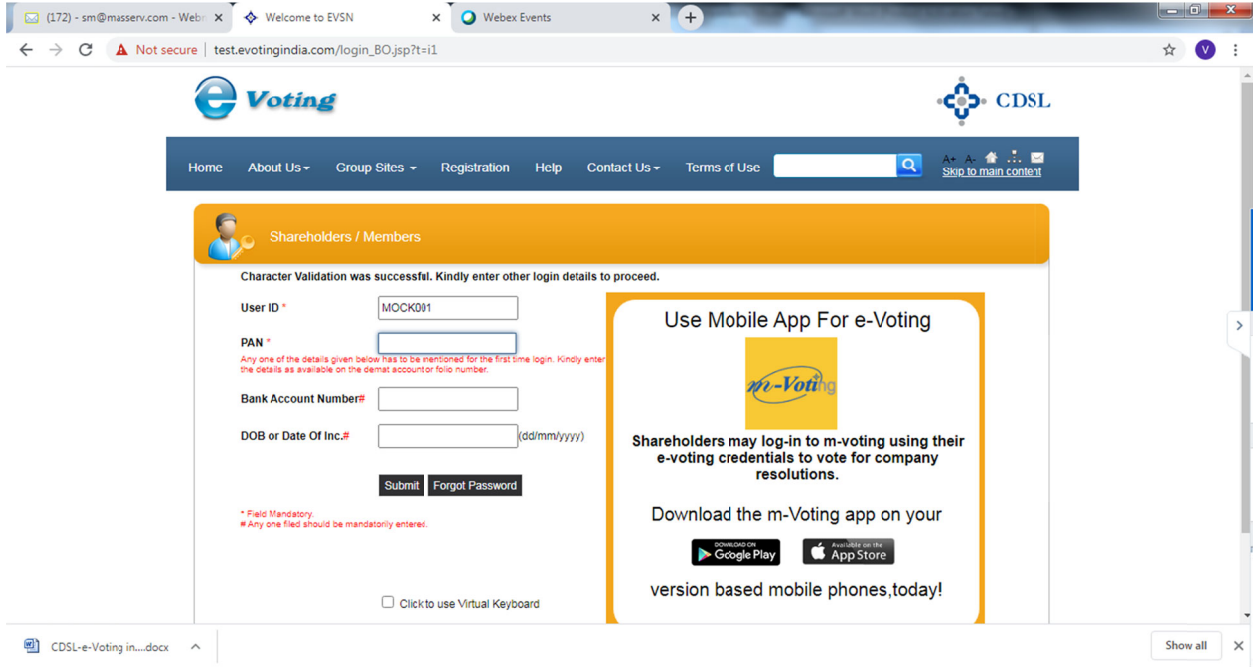 (172) - sm@masserv.com - Webm
Welcome to EVSN
Webex Events
Not secure
test.evotingindia.com/login_BO.jsp?t=i1
V
e Voting
CDSL
Home
About Us
Group Sites
Registration
Help
Contact Us
Terms of Use
A+ A-
Skip to main content
Shareholders / Members
Character Validation was successful. Kindly enter other login details to proceed.
User ID *
MOCK001
PAN *
Any one of the details given below has to be mentioned for the first time login. Kindly enter
the details as available on the demat account or folio number.
Bank Account Number#
DOB or Date Of Inc.#
(dd/mm/yyyy)
Submit
Forgot Password
* Field Mandatory.
# Any one filed should be mandatorily entered.
Click to use Virtual Keyboard
Use Mobile App For e-Voting
m-Voting
Shareholders may log-in to m-voting using their
e-voting credentials to vote for company
resolutions.
Download the m-Voting app on your
DOWNLOAD ON
Google Play
Available on the
App Store
version based mobile phones,today!
CDSL-e-Voting in....docx
Show all